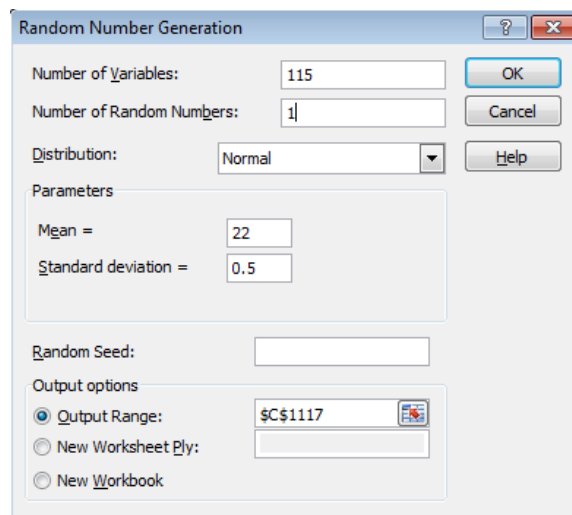 Random Number Generation
Number of Variables: 115 OK
Number of Random Numbers: 1 Cancel
Distribution: Normal Help
Parameters
Mean = 22
Standard deviation = 0.5
Random Seed:
Output options
Output Range: $C$1117
New Worksheet Ply:
New Workbook